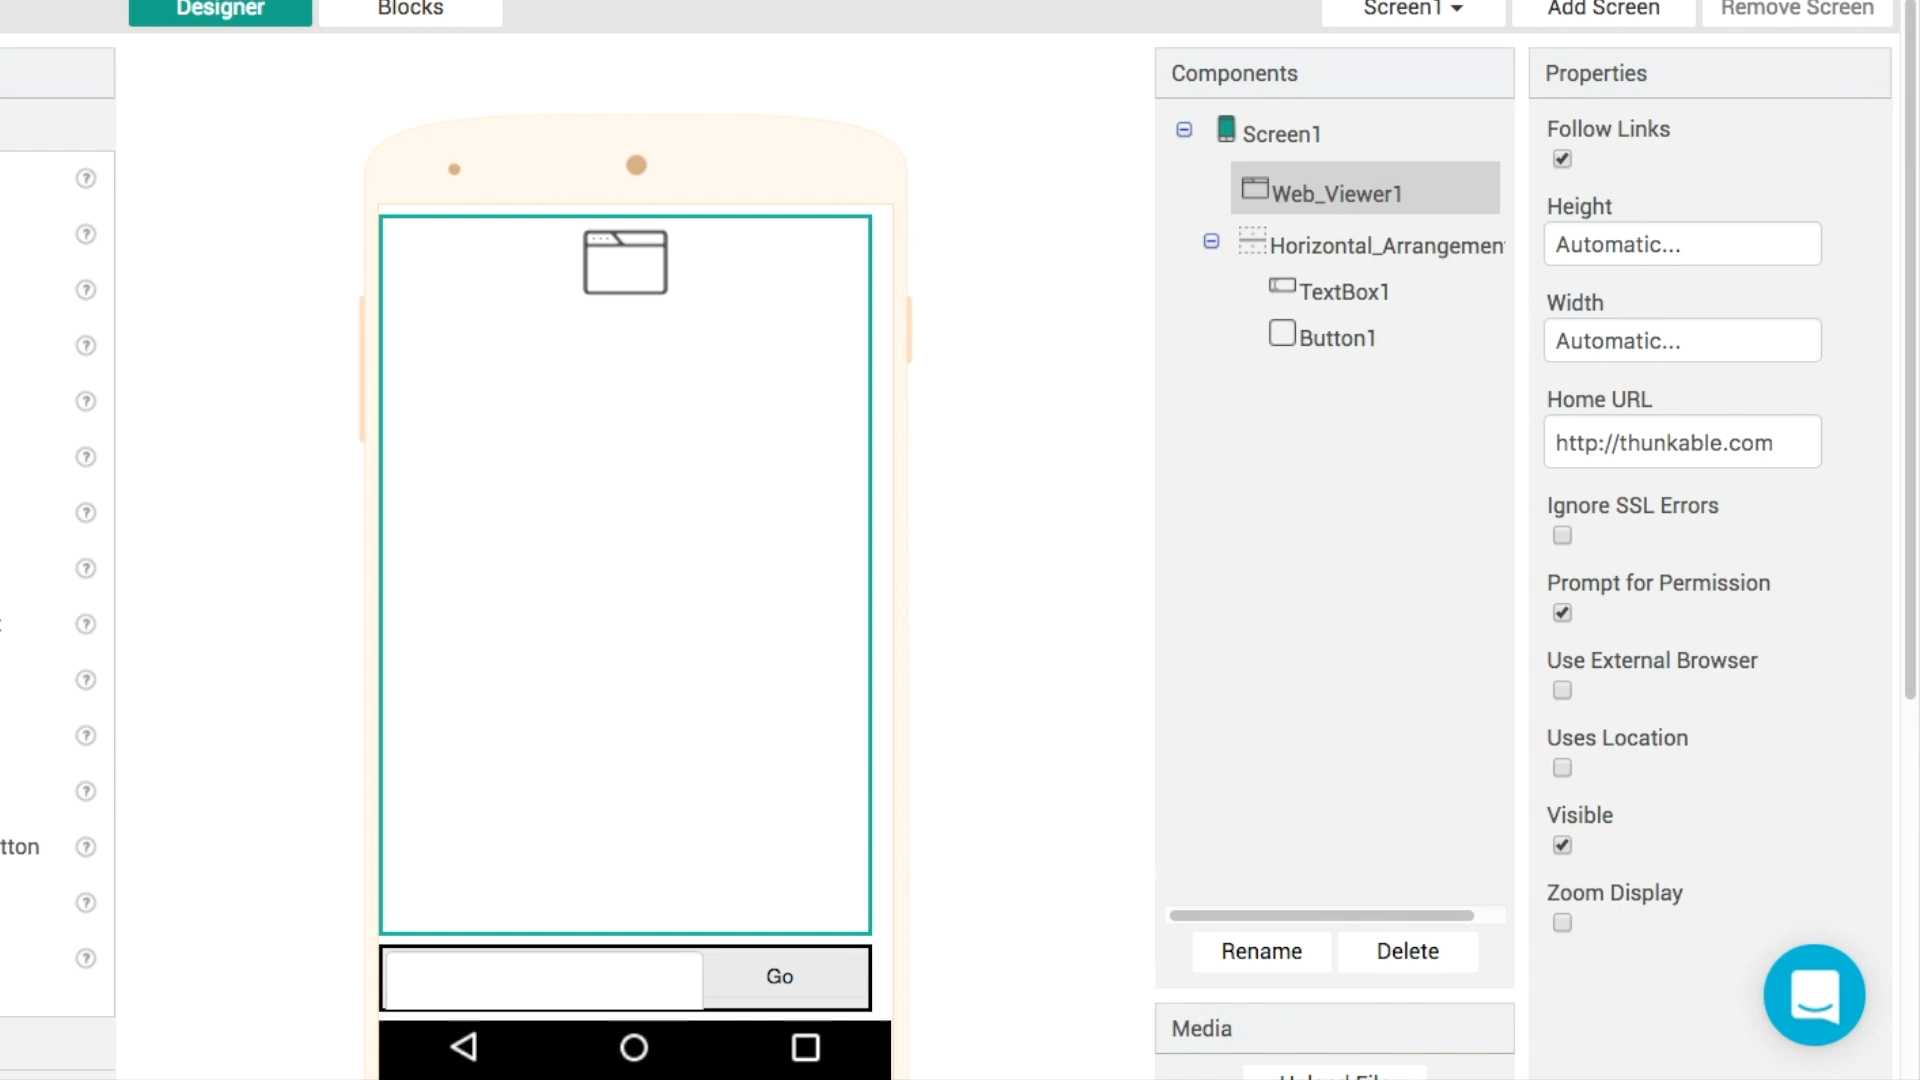 Designer
Blocks
Screen1
Add Screen
Remove Screen
Components
Properties
Screen1
Web_Viewer1
Horizontal_Arrangemen
TextBox1
Button1
Follow Links
Height
Automatic...
Width
Automatic...
Home URL
http://thunkable.com
Ignore SSL Errors
Prompt for Permission
Use External Browser
Uses Location
Visible
Zoom Display
tton
Go
Rename
Delete
Media
Upload File